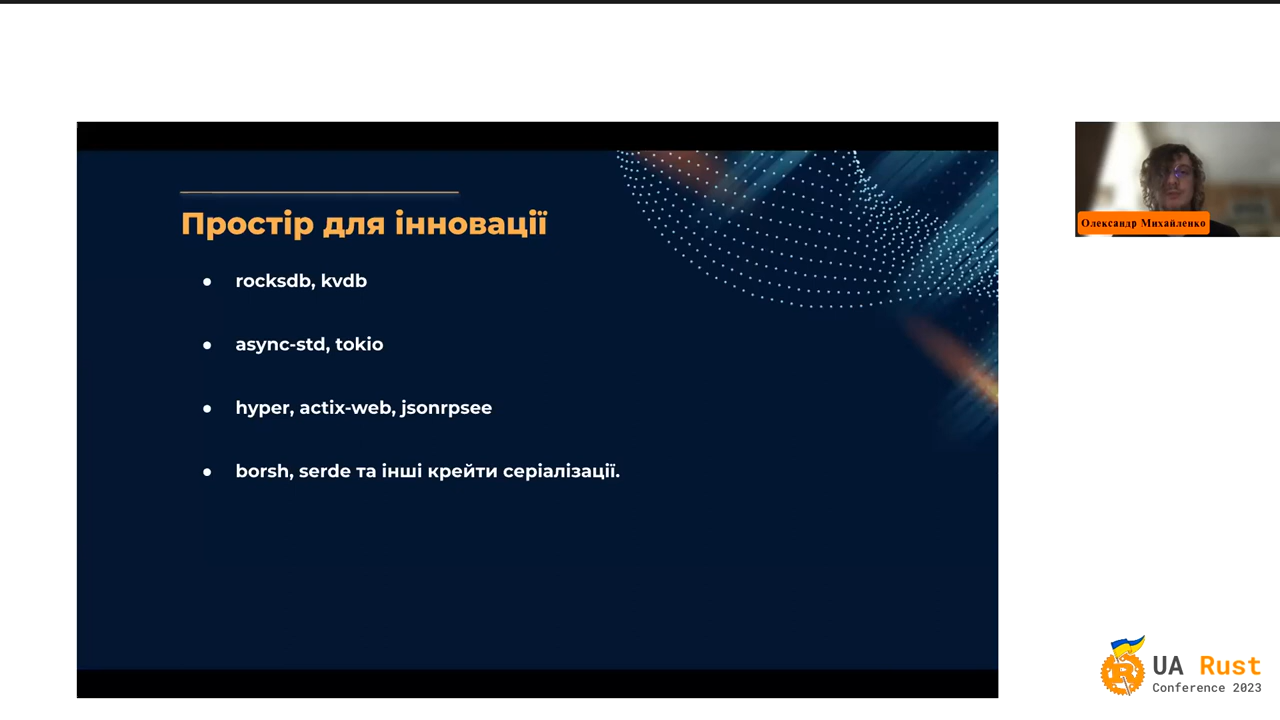 Простір для інновації
rocksdb, kvdb
async-std, tokio
hyper, actix-web, jsonrpsee
borsh, serde та інші крейти серіалізації.
Олександр Михайленко
UA Rust
Conference 2023